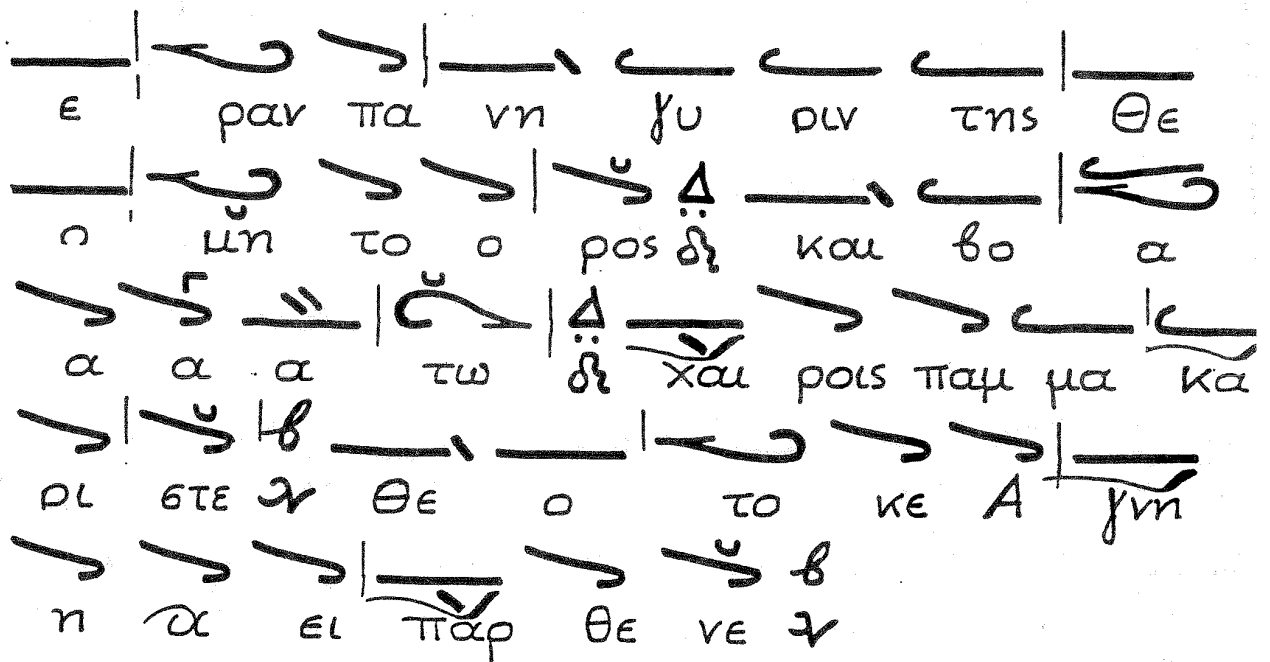 ε ραν πα νη γυ ριν της Θε
ο μη το ο ρος δι και βο α
α α α τω δι χαι ροις παμ μα κα
ρι στε ν Θε ο το κε Α γνη
η α ει παρ θε νε ν